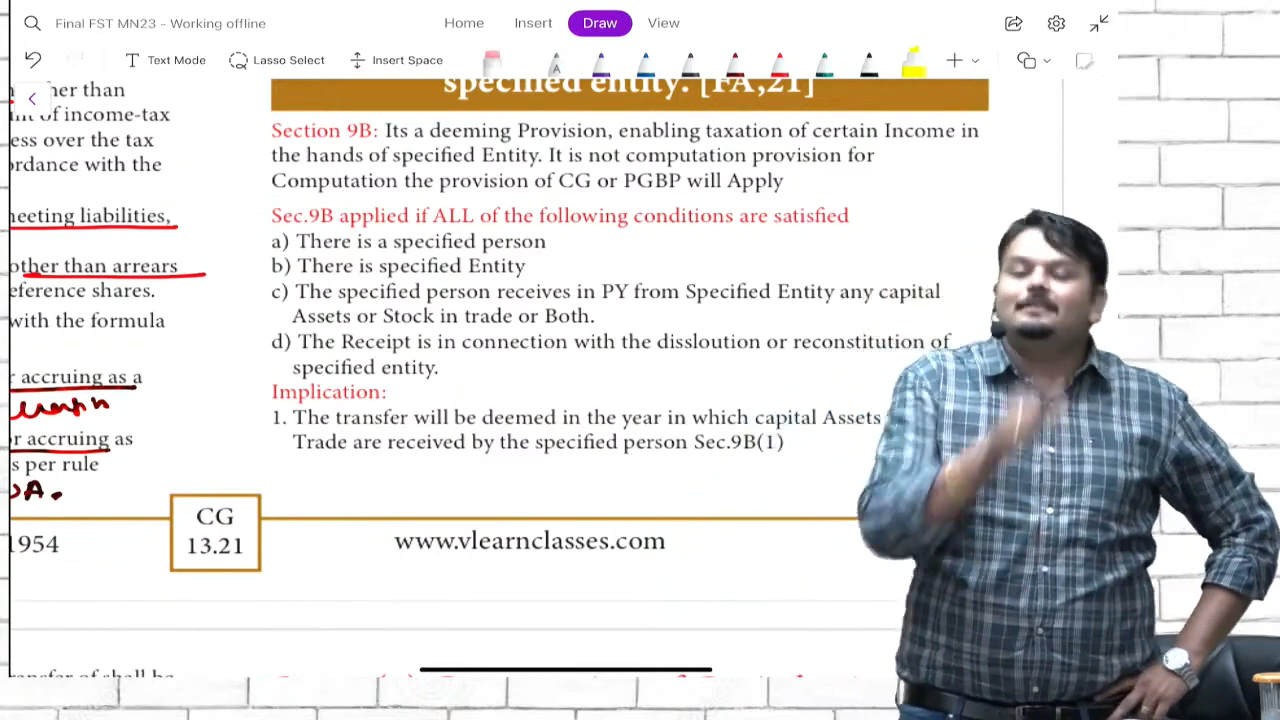 Final FST MN23 - Working offline
Home Insert Draw View
Text Mode Lasso Select Insert Space
her than
of income-tax
ess over the tax
ordance with the
neeting liabilities,
other than arrears
eference shares.
with the formula
r accruing as a
or accruing as
s per rule
1954
specified entity. [FA,21]
Section 9B: Its a deeming Provision, enabling taxation of certain Income in
the hands of specified Entity. It is not computation provision for
Computation the provision of CG or PGBP will Apply
Sec.9B applied if ALL of the following conditions are satisfied
a) There is a specified person
b) There is specified Entity
c) The specified person receives in PY from Specified Entity any capital
Assets or Stock in trade or Both.
d) The Receipt is in connection with the dissloution or reconstitution of
specified entity.
Implication:
1. The transfer will be deemed in the year in which capital Assets
Trade are received by the specified person Sec.9B(1)
CG
13.21
www.vlearnclasses.com